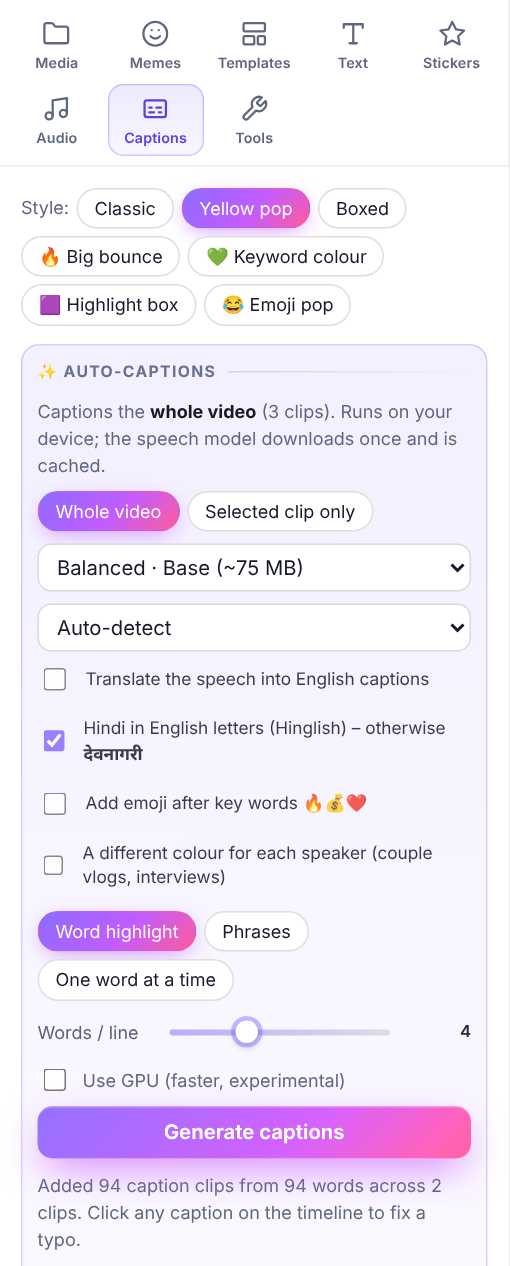 Media Memes Templates Text Stickers
Audio Captions Tools
Style: Classic Yellow pop Boxed
🔥 Big bounce 💚 Keyword colour
🟪 Highlight box 😂 Emoji pop
✨ AUTO-CAPTIONS
Captions the whole video (3 clips). Runs on your
device; the speech model downloads once and is
cached.
Whole video Selected clip only
Balanced · Base (~75 MB)
Auto-detect
Translate the speech into English captions
Hindi in English letters (Hinglish) – otherwise
देवनागरी
Add emoji after key words 🔥💰❤️
A different colour for each speaker (couple
vlogs, interviews)
Word highlight Phrases
One word at a time
Words / line 4
Use GPU (faster, experimental)
Generate captions
Added 94 caption clips from 94 words across 2
clips. Click any caption on the timeline to fix a
typo.